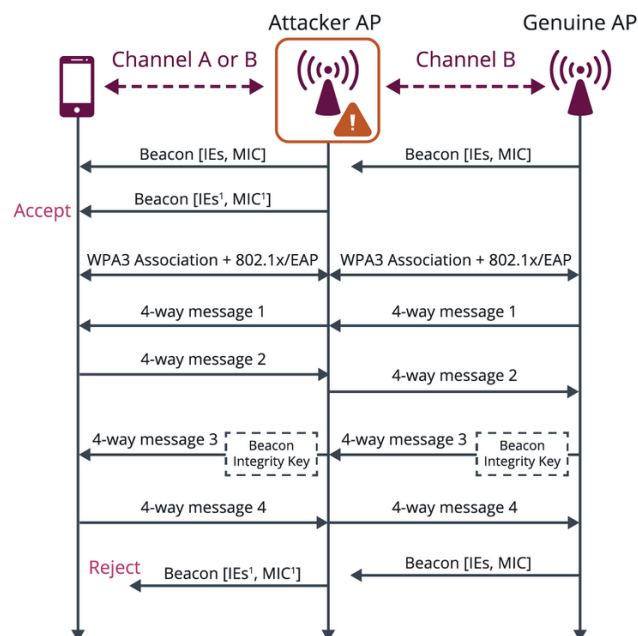 Attacker AP
Genuine AP
Channel A or B
Channel B
Beacon [IEs, MIC]
Beacon [IEs, MIC]
Beacon [IEs¹, MIC¹]
Accept
WPA3 Association + 802.1x/EAP
WPA3 Association + 802.1x/EAP
4-way message 1
4-way message 1
4-way message 2
4-way message 2
4-way message 3
Beacon
Integrity Key
4-way message 3
Beacon
Integrity Key
4-way message 4
4-way message 4
Reject
Beacon [IEs¹, MIC¹]
Beacon [IEs, MIC]